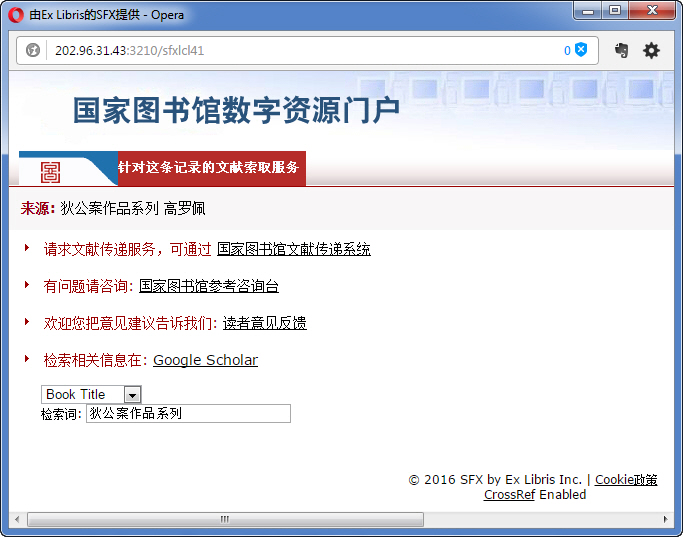 由Ex Libris的SFX提供 - Opera
202.96.31.43:3210/sfxlcl41
0
国家图书馆数字资源门户
针对这条记录的文献索取服务
来源: 狄公案作品系列 高罗佩
请求文献传递服务，可通过 国家图书馆文献传递系统
有问题请咨询: 国家图书馆参考咨询台
欢迎您把意见建议告诉我们: 读者意见反馈
检索相关信息在: Google Scholar
Book Title
检索词: 狄公案作品系列
© 2016 SFX by Ex Libris Inc. | Cookie政策
CrossRef Enabled